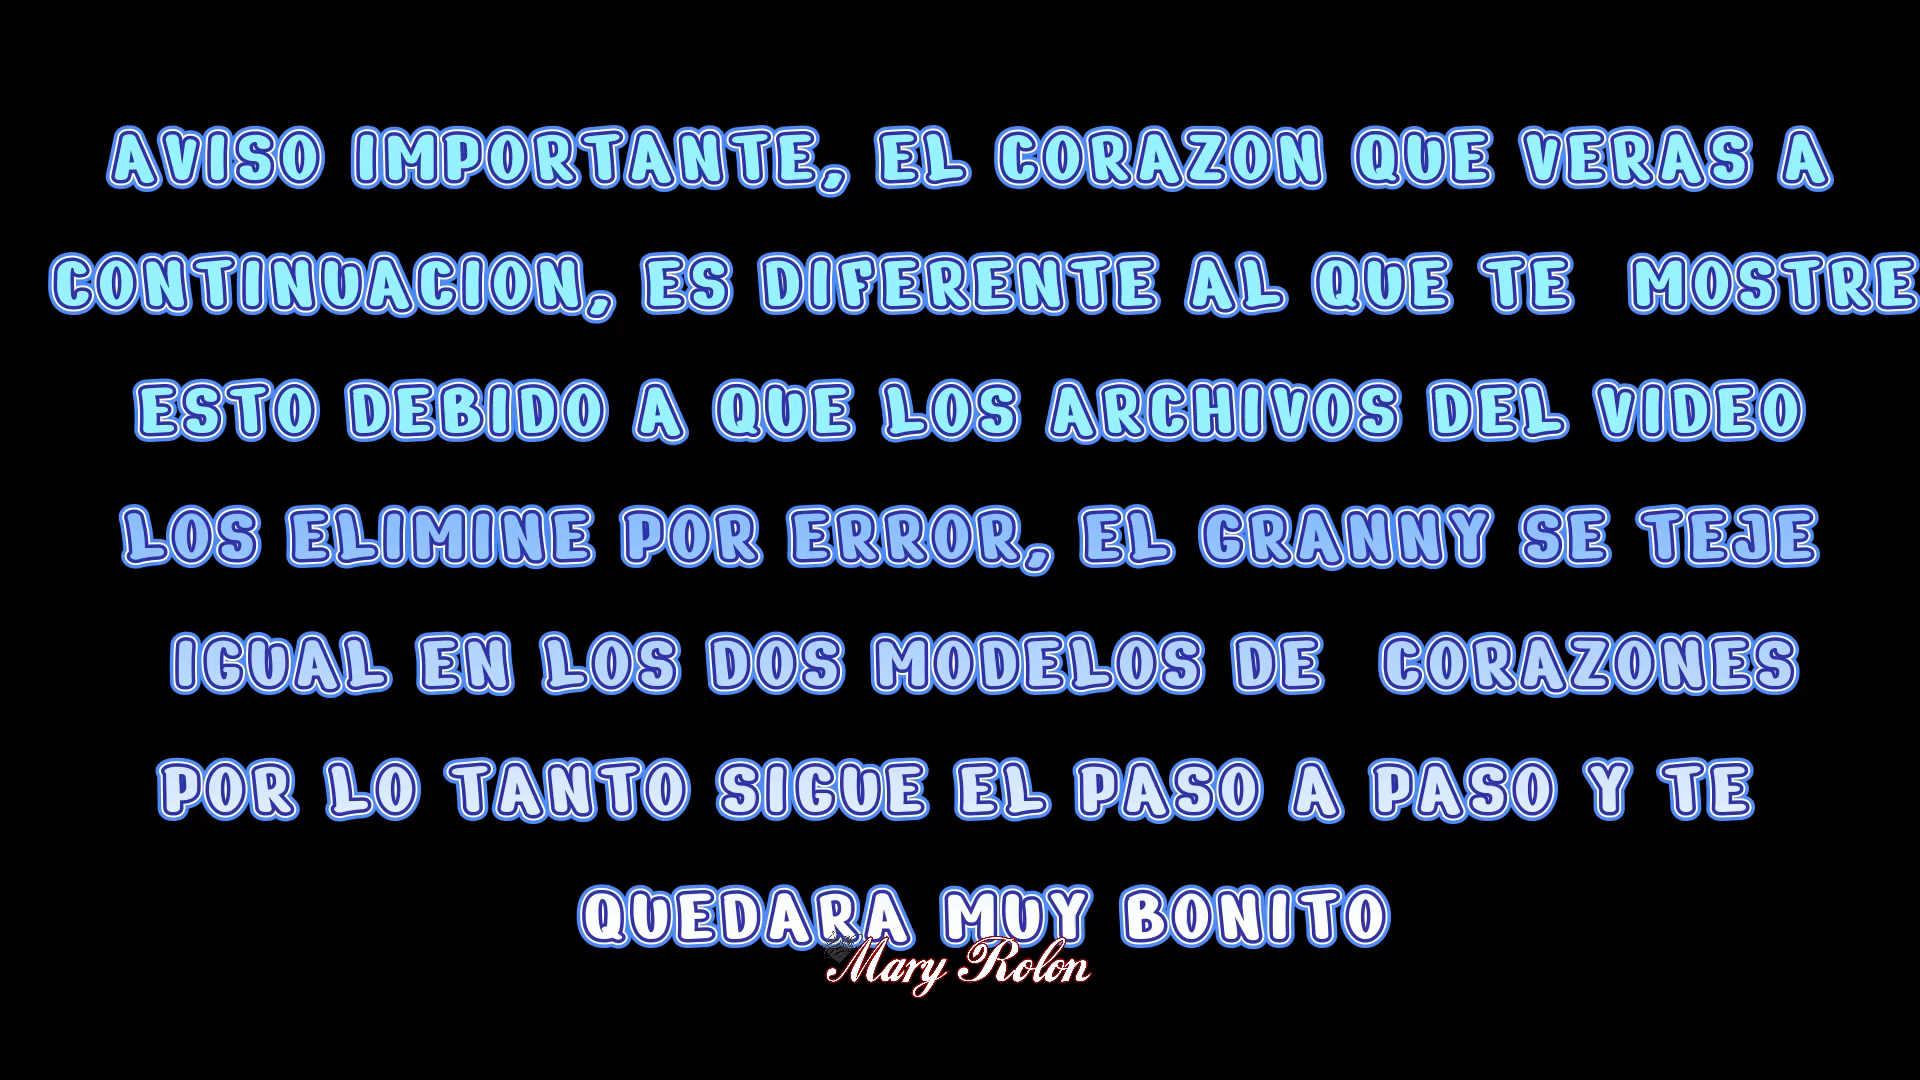 AVISO IMPORTANTE, EL CORAZON QUE VERAS A
CONTINUACION, ES DIFERENTE AL QUE TE MOSTRE
ESTO DEBIDO A QUE LOS ARCHIVOS DEL VIDEO
LOS ELIMINE POR ERROR, EL GRANNY SE TEJE
IGUAL EN LOS DOS MODELOS DE CORAZONES
POR LO TANTO SIGUE EL PASO A PASO Y TE
QUEDARA MUY BONITO
Mary Rolon